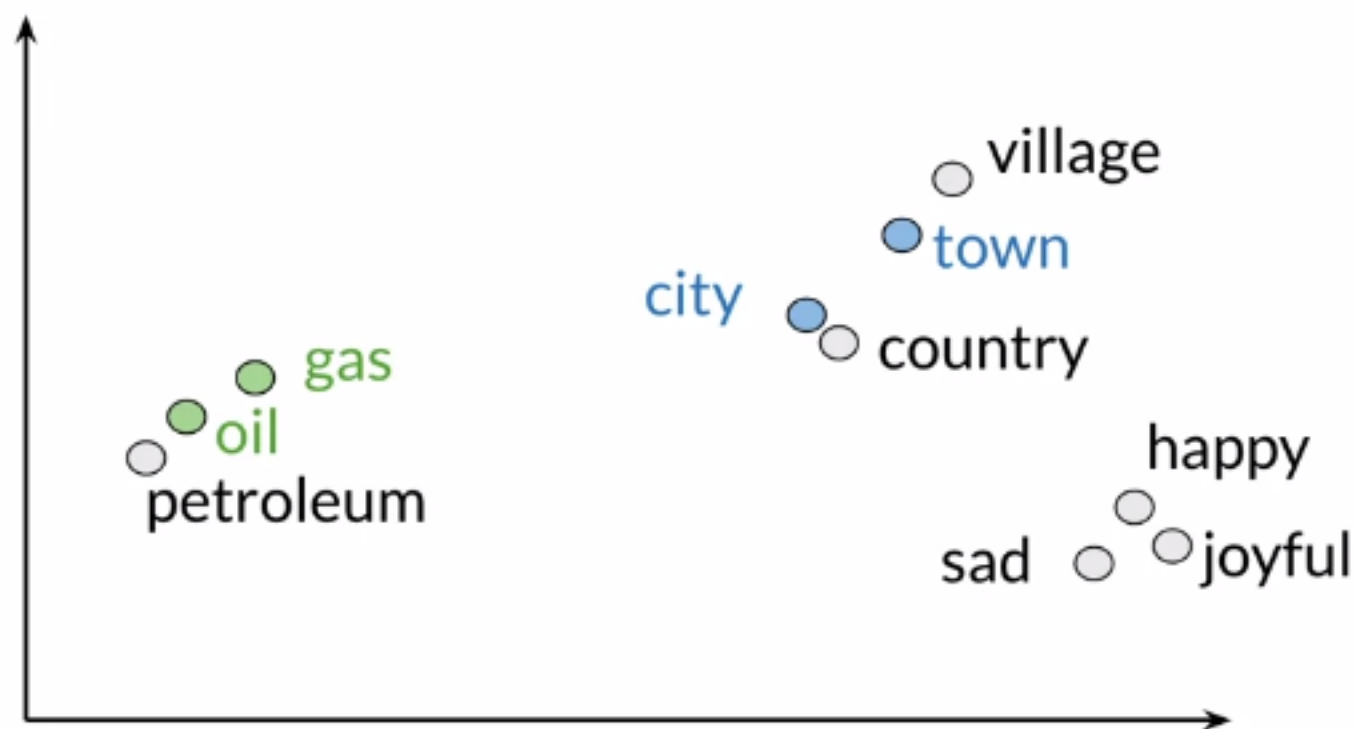 village
town
city
country
gas
oil
petroleum
happy
joyful
sad